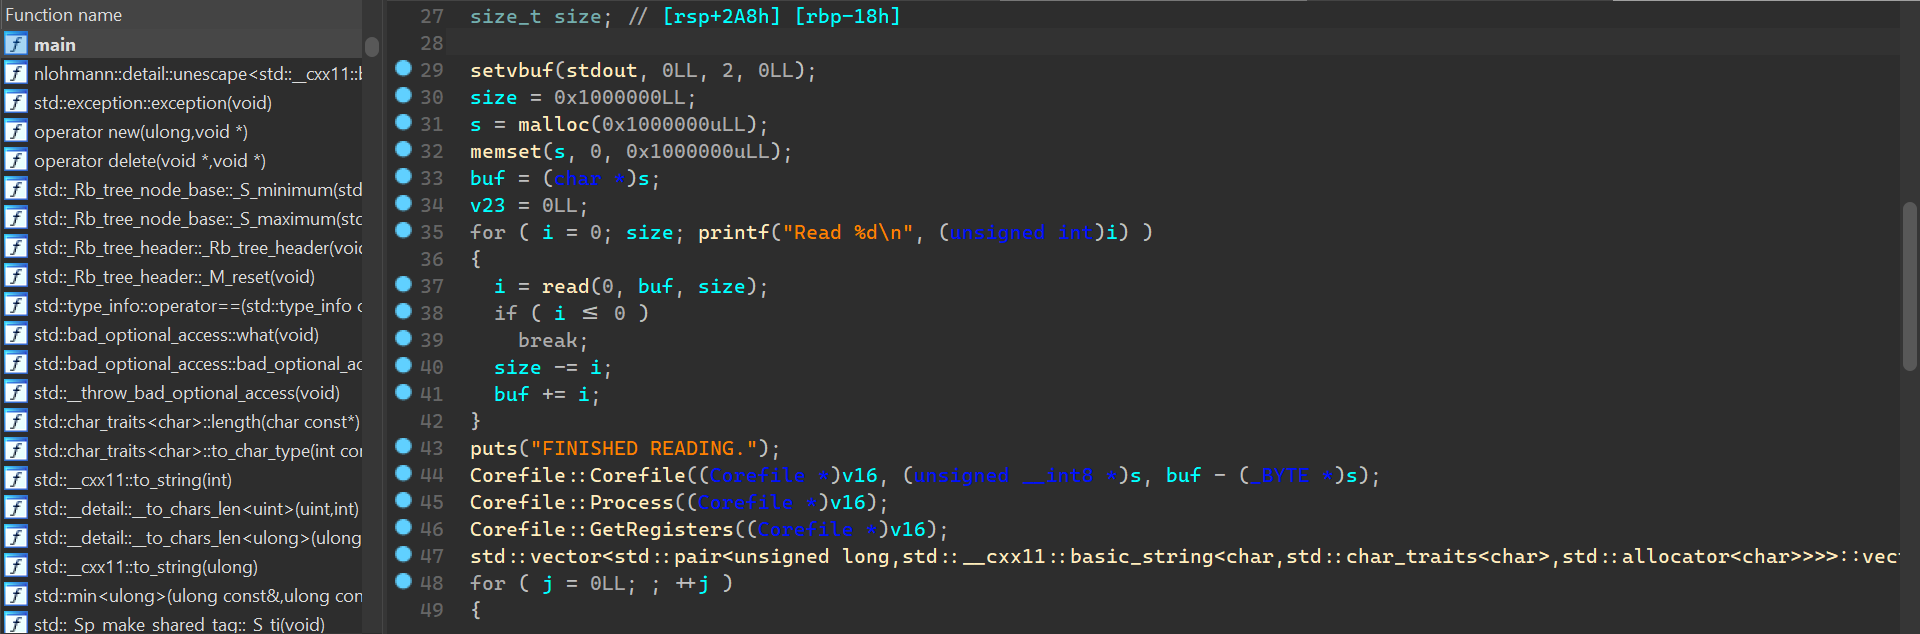 Function name
main
nlohmann::detail::unescape<std::__cxx11::b
std::exception::exception(void)
operator new(ulong,void *)
operator delete(void *,void *)
std::_Rb_tree_node_base::_S_minimum(std
std::_Rb_tree_node_base::_S_maximum(stc
std::_Rb_tree_header::_Rb_tree_header(voic
std::_Rb_tree_header::_M_reset(void)
std::type_info::operator==(std::type_info c
std::bad_optional_access::what(void)
std::bad_optional_access::bad_optional_ac
std::__throw_bad_optional_access(void)
std::char_traits<char>::length(char const*)
std::char_traits<char>::to_char_type(int cor
std::__cxx11::to_string(int)
std::__detail::__to_chars_len<uint>(uint,int)
std::__detail::__to_chars_len<ulong>(ulong
std::__cxx11::to_string(ulong)
std::min<ulong>(ulong const&,ulong con
std::_Sp_make_shared_tag::_S_ti(void)
27 size_t size; // [rsp+2A8h] [rbp-18h]
28
29 setvbuf(stdout, 0LL, 2, 0LL);
30 size = 0x1000000LL;
31 s = malloc(0x1000000uLL);
32 memset(s, 0, 0x1000000uLL);
33 buf = (char *)s;
34 v23 = 0LL;
35 for ( i = 0; size; printf("Read %d\n", (unsigned int)i) )
36 {
37 i = read(0, buf, size);
38 if ( i ≤ 0 )
39 break;
40 size -= i;
41 buf += i;
42 }
43 puts("FINISHED READING.");
44 Corefile::Corefile((Corefile *)v16, (unsigned __int8 *)s, buf - (_BYTE *)s);
45 Corefile::Process((Corefile *)v16);
46 Corefile::GetRegisters((Corefile *)v16);
47 std::vector<std::pair<unsigned long,std::__cxx11::basic_string<char,std::char_traits<char>,std::allocator<char>>>>::vec
48 for ( j = 0LL; ; ++j )
49 {